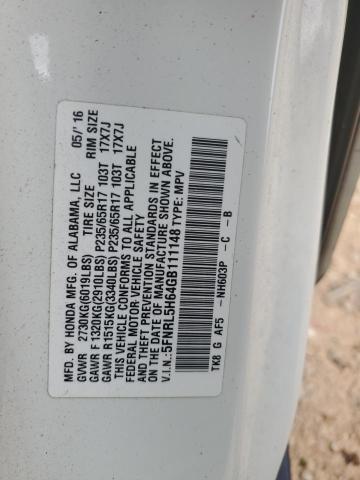 MFD. BY HONDA MFG. OF ALABAMA, LLC 05/'16
GVWR 2730KG(6019LBS) TIRE SIZE RIM SIZE
GAWR F 1320KG(2910LBS) P235/65R17 103T 17X7J
GAWR R1515KG(3340LBS) P235/65R17 103T 17X7J
THIS VEHICLE CONFORMS TO ALL APPLICABLE
FEDERAL MOTOR VEHICLE SAFETY
AND THEFT PREVENTION STANDARDS IN EFFECT
ON THE DATE OF MANUFACTURE SHOWN ABOVE.
V.I.N.:5FNRL5H64GB111148 TYPE: MPV
TK8 G AF5 -NH603P -C -B